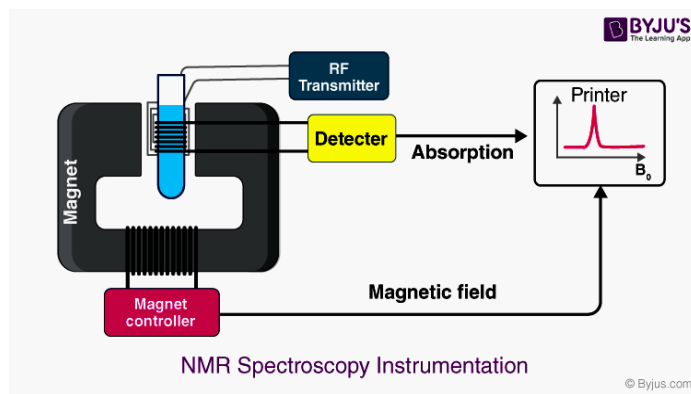 BYJU'S
The Learning App
RF
Transmitter
Printer
Detecter
Absorption
B₀
Magnet
Magnetic field
Magnet
controller
NMR Spectroscopy Instrumentation
© Byjus.com